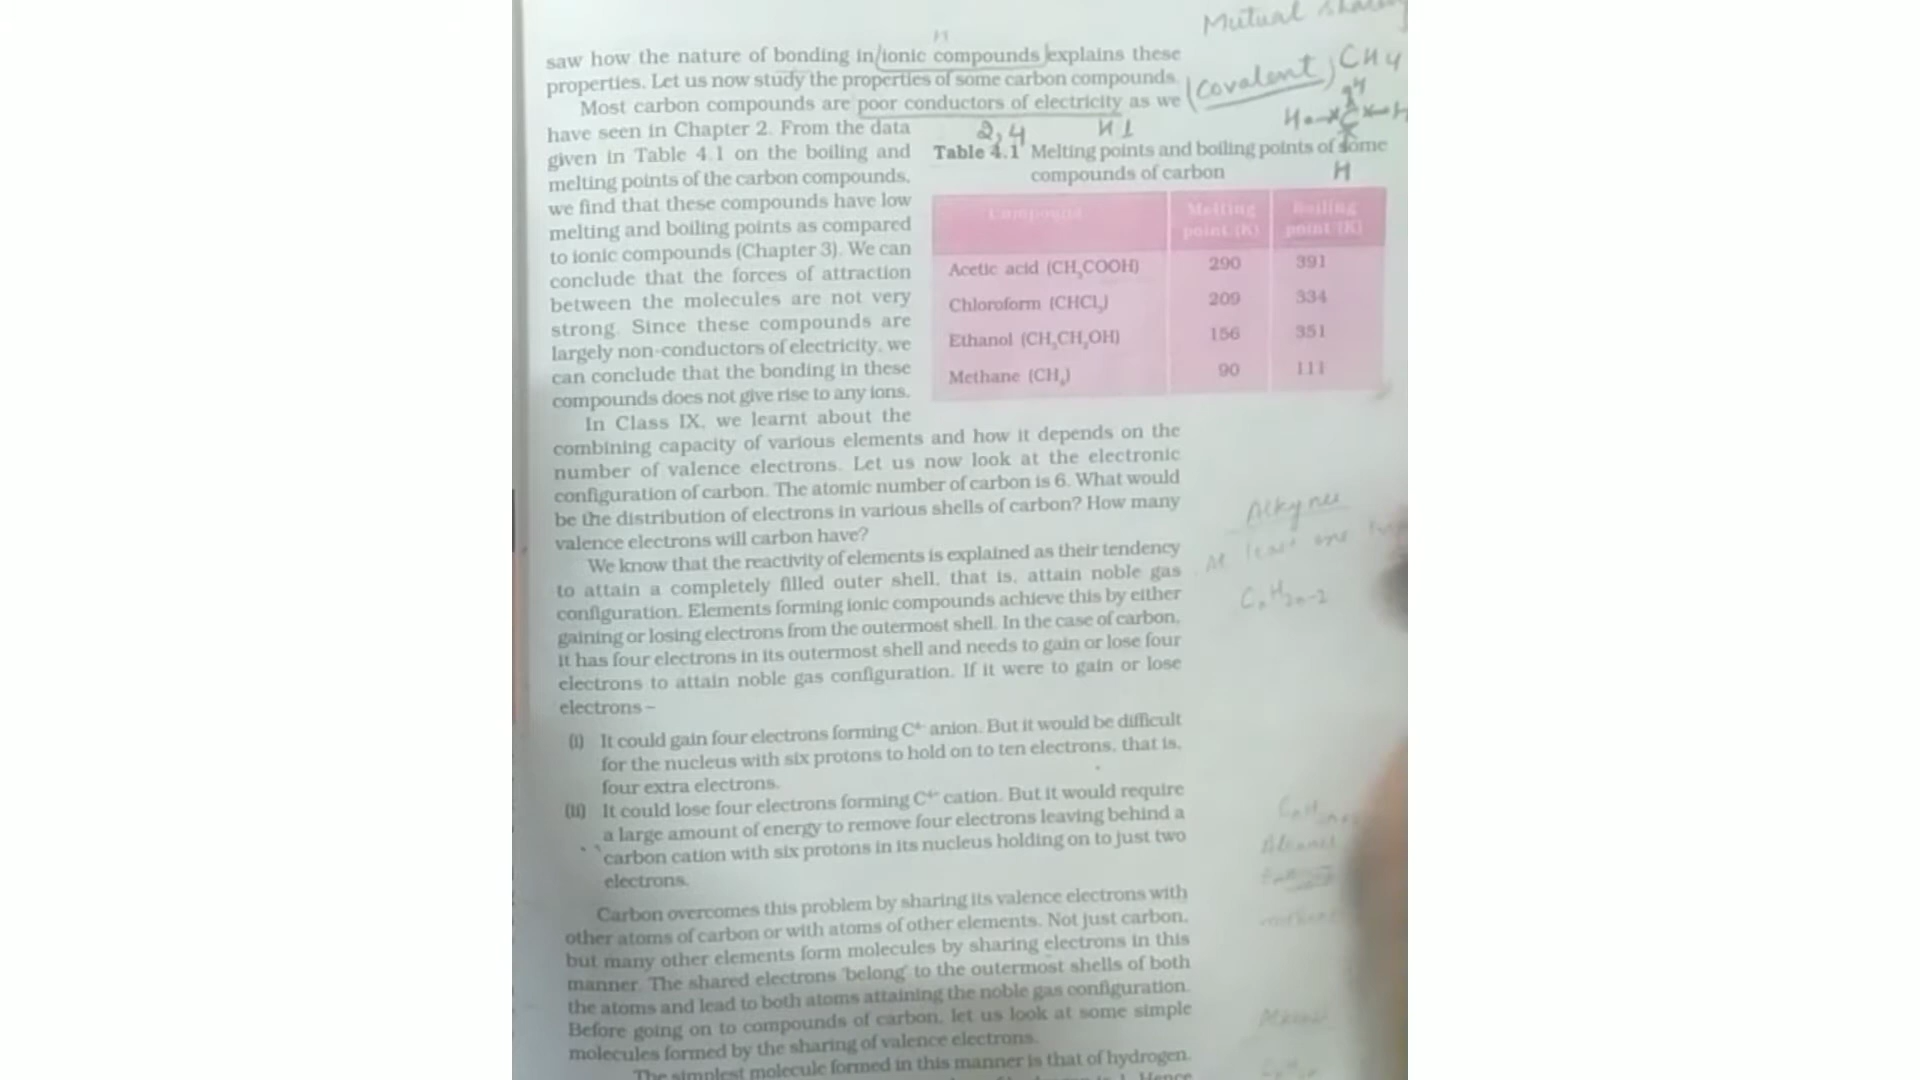 Mutual
saw how the nature of bonding in ionic compounds explains these
properties. Let us now study the properties of some carbon compounds.
(Covalent) CH4
Most carbon compounds are poor conductors of electricity as we
have seen in Chapter 2. From the data
given in Table 4.1 on the boiling and
melting points of the carbon compounds,
we find that these compounds have low
melting and boiling points as compared
to ionic compounds (Chapter 3). We can
conclude that the forces of attraction
between the molecules are not very
strong. Since these compounds are
largely non-conductors of electricity, we
can conclude that the bonding in these
compounds does not give rise to any ions.
2,4 H 1
H
Table 4.1 Melting points and boiling points of some
compounds of carbon
Compound Melting point (K) Boiling point (K)
Acetic acid (CH3COOH) 290 391
Chloroform (CHCl3) 209 334
Ethanol (CH3CH2OH) 156 351
Methane (CH4) 90 111
In Class IX, we learnt about the
combining capacity of various elements and how it depends on the
number of valence electrons. Let us now look at the electronic
configuration of carbon. The atomic number of carbon is 6. What would
be the distribution of electrons in various shells of carbon? How many
valence electrons will carbon have?
We know that the reactivity of elements is explained as their tendency
to attain a completely filled outer shell, that is, attain noble gas
configuration. Elements forming ionic compounds achieve this by either
gaining or losing electrons from the outermost shell. In the case of carbon,
it has four electrons in its outermost shell and needs to gain or lose four
electrons to attain noble gas configuration. If it were to gain or lose
electrons –
(i) It could gain four electrons forming C4- anion. But it would be difficult
for the nucleus with six protons to hold on to ten electrons, that is,
four extra electrons.
(ii) It could lose four electrons forming C4+ cation. But it would require
a large amount of energy to remove four electrons leaving behind a
carbon cation with six protons in its nucleus holding on to just two
electrons.
Carbon overcomes this problem by sharing its valence electrons with
other atoms of carbon or with atoms of other elements. Not just carbon,
but many other elements form molecules by sharing electrons in this
manner. The shared electrons 'belong' to the outermost shells of both
the atoms and lead to both atoms attaining the noble gas configuration.
Before going on to compounds of carbon, let us look at some simple
molecules formed by the sharing of valence electrons.
The simplest molecule formed in this manner is that of hydrogen.
Hence
Alkynes
At least one
CnH2n-2